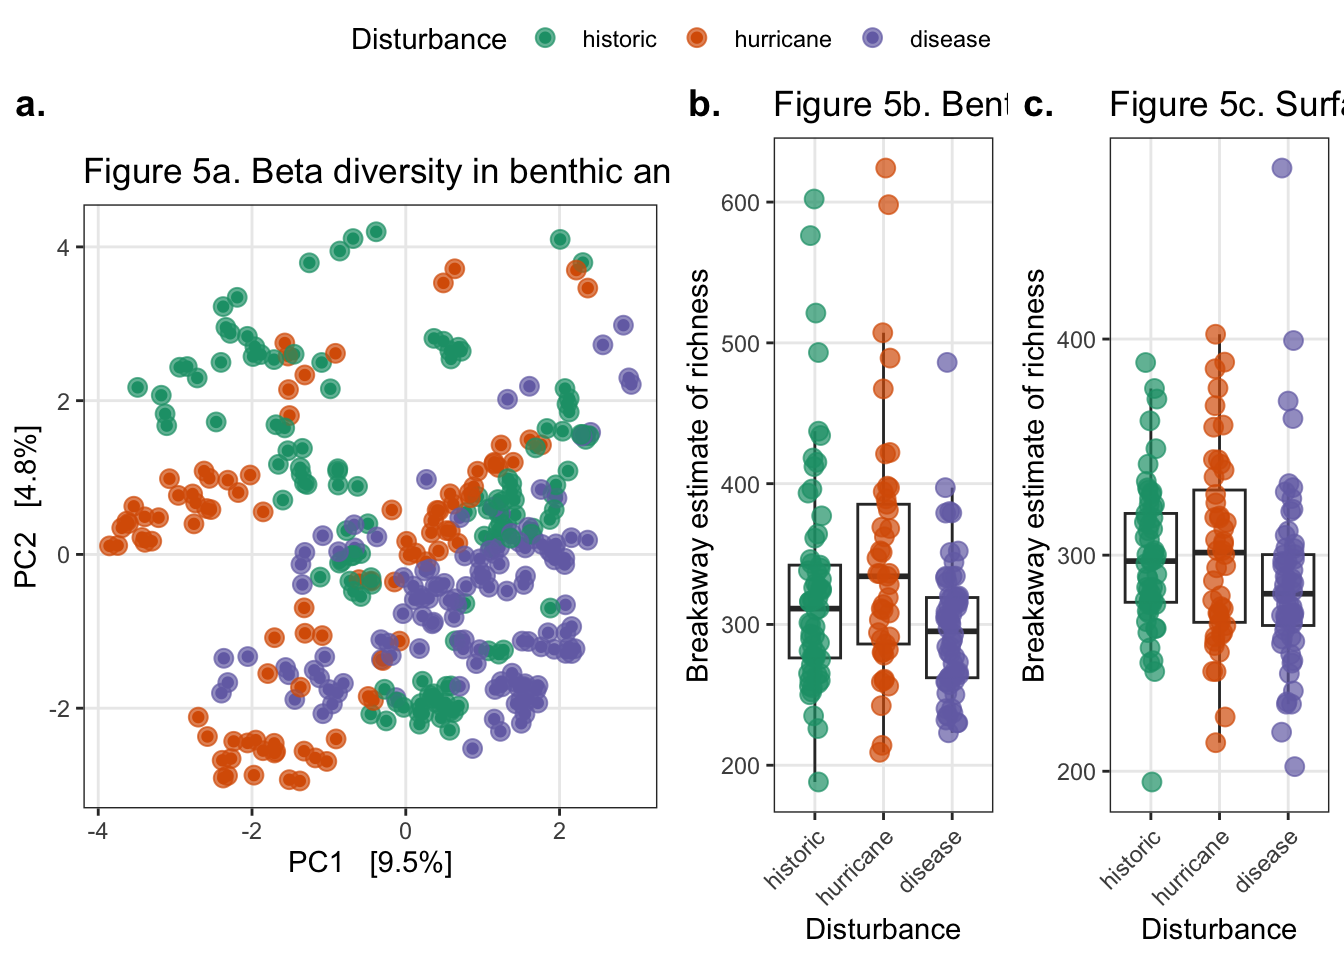 Disturbance historic hurricane disease
a.
Figure 5a. Beta diversity in benthic an
4
2
0
-2
-4 -2 0 2
PC1 [9.5%]
PC2 [4.8%]
b.
Figure 5b. Bent
600
500
400
300
200
Breakaway estimate of richness
historic hurricane disease
Disturbance
c.
Figure 5c. Surfa
400
300
200
Breakaway estimate of richness
historic hurricane disease
Disturbance